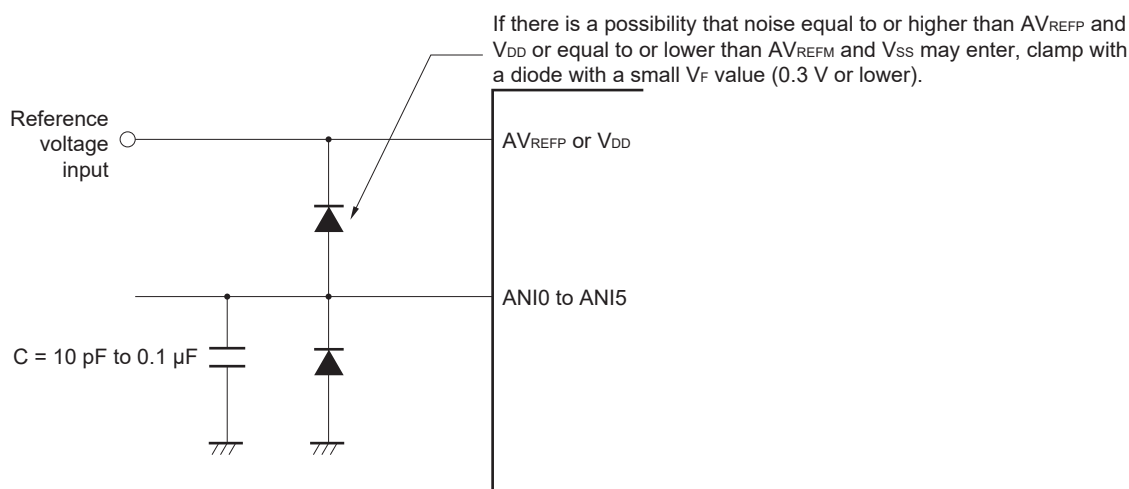 If there is a possibility that noise equal to or higher than AVREFP and
VDD or equal to or lower than AVREFM and VSS may enter, clamp with
a diode with a small VF value (0.3 V or lower).
Reference
voltage
input
AVREFP or VDD
ANI0 to ANI5
C = 10 pF to 0.1 µF